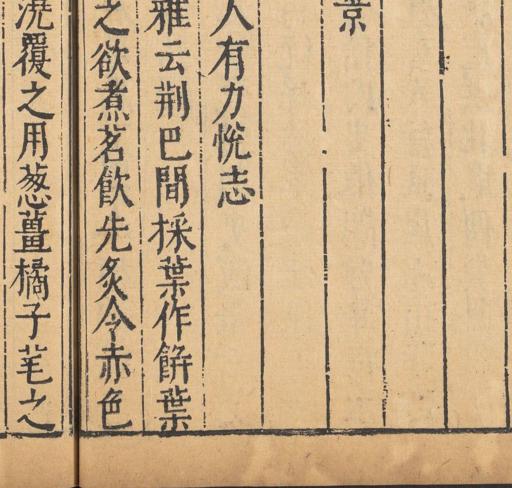 景
人有力悅志
雅云荆巴間採葉作餅葉
之欲煮茗飲先炙令赤色
澆覆之用葱薑橘子芼之